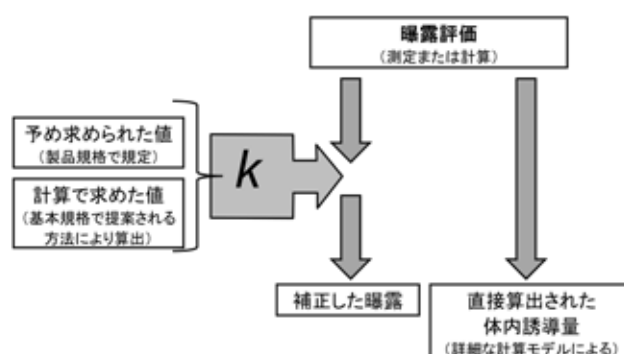 曝露評価
（測定または計算）
予め求められた値
（製品規格で規定）
計算で求めた値
（基本規格で提案される
方法により算出）
k
補正した曝露
直接算出された
体内誘導量
（詳細な計算モデルによる）